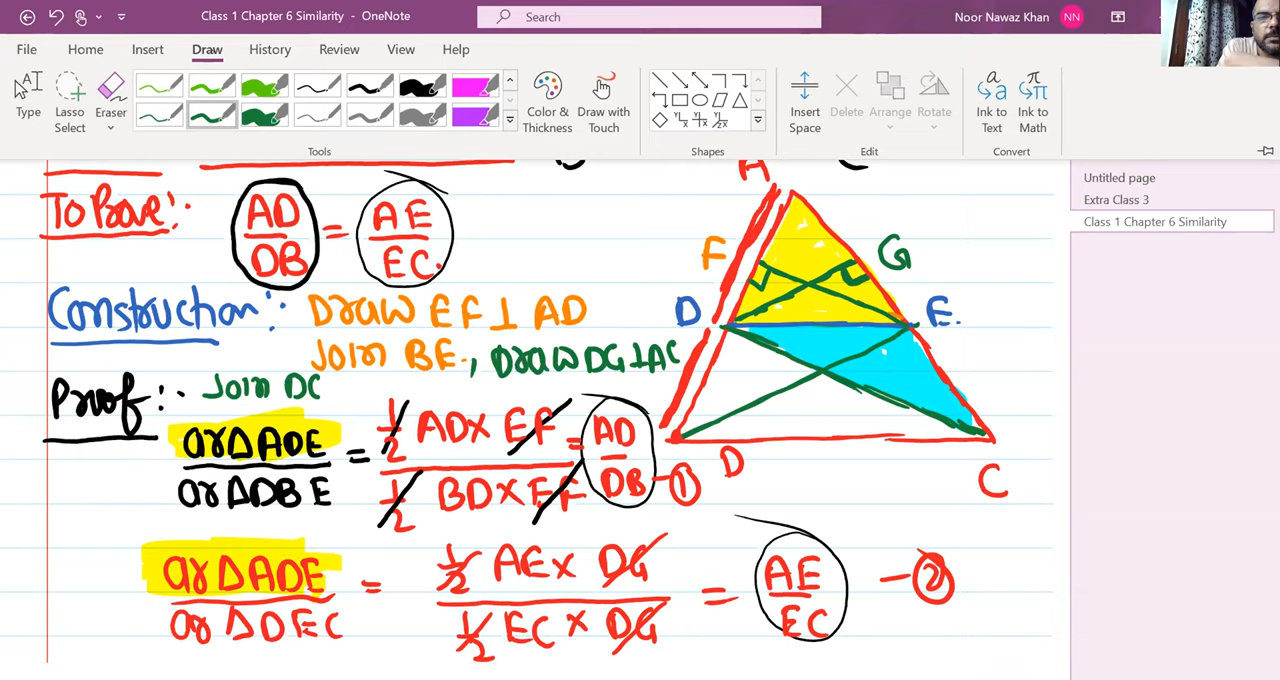 Class 1 Chapter 6 Similarity - OneNote
Search
Noor Nawaz Khan
NN
File Home Insert Draw History Review View Help
Type
Lasso Select
Eraser
Color & Thickness
Draw with Touch
Insert Space
Delete
Arrange
Rotate
Ink to Text
Ink to Math
Tools
Shapes
Edit
Convert
Untitled page
Extra Class 3
Class 1 Chapter 6 Similarity
To Prove:- AD/DB = AE/EC.
Construction:- Draw EF ⊥ AD
Join BE., Draw DG ⊥ AC
Join DC
Proof:-
ar ΔADE / ar ΔDBE = 1/2 AD × EF / 1/2 BD × EF = AD/DB - ①
ar ΔADE / ar ΔDEC = 1/2 AE × DG / 1/2 EC × DG = AE/EC - ②
A
F
G
D
E.
D
C